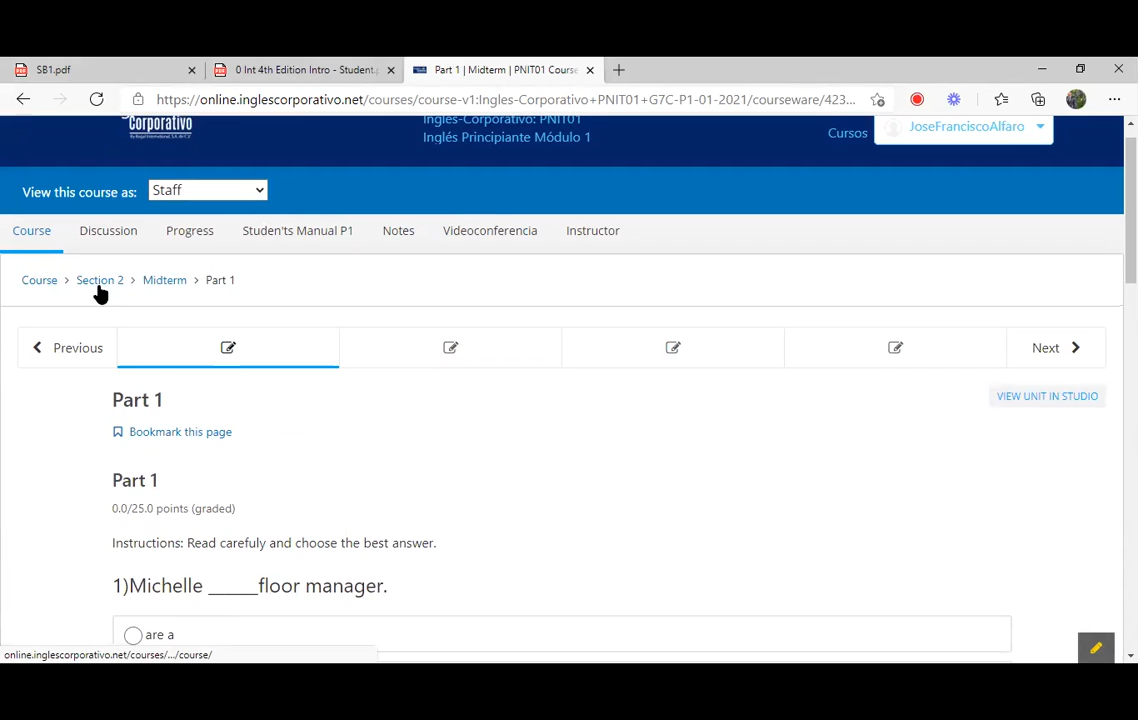 SB1.pdf
0 Int 4th Edition Intro - Student.
Part 1 | Midterm | PNIT01 Course
https://online.inglescorporativo.net/courses/course-v1:Ingles-Corporativo+PNIT01+G7C-P1-01-2021/courseware/423...
Corporativo
Ingles-Corporativo: PNIT01
Inglés Principiante Módulo 1
Cursos
JoseFranciscoAlfaro
View this course as:
Staff
Course
Discussion
Progress
Studen'ts Manual P1
Notes
Videoconferencia
Instructor
Course > Section 2 > Midterm > Part 1
Previous
Next
Part 1
VIEW UNIT IN STUDIO
Bookmark this page
Part 1
0.0/25.0 points (graded)
Instructions: Read carefuly and choose the best answer.
1)Michelle _____floor manager.
are a
online.inglescorporativo.net/courses/.../course/